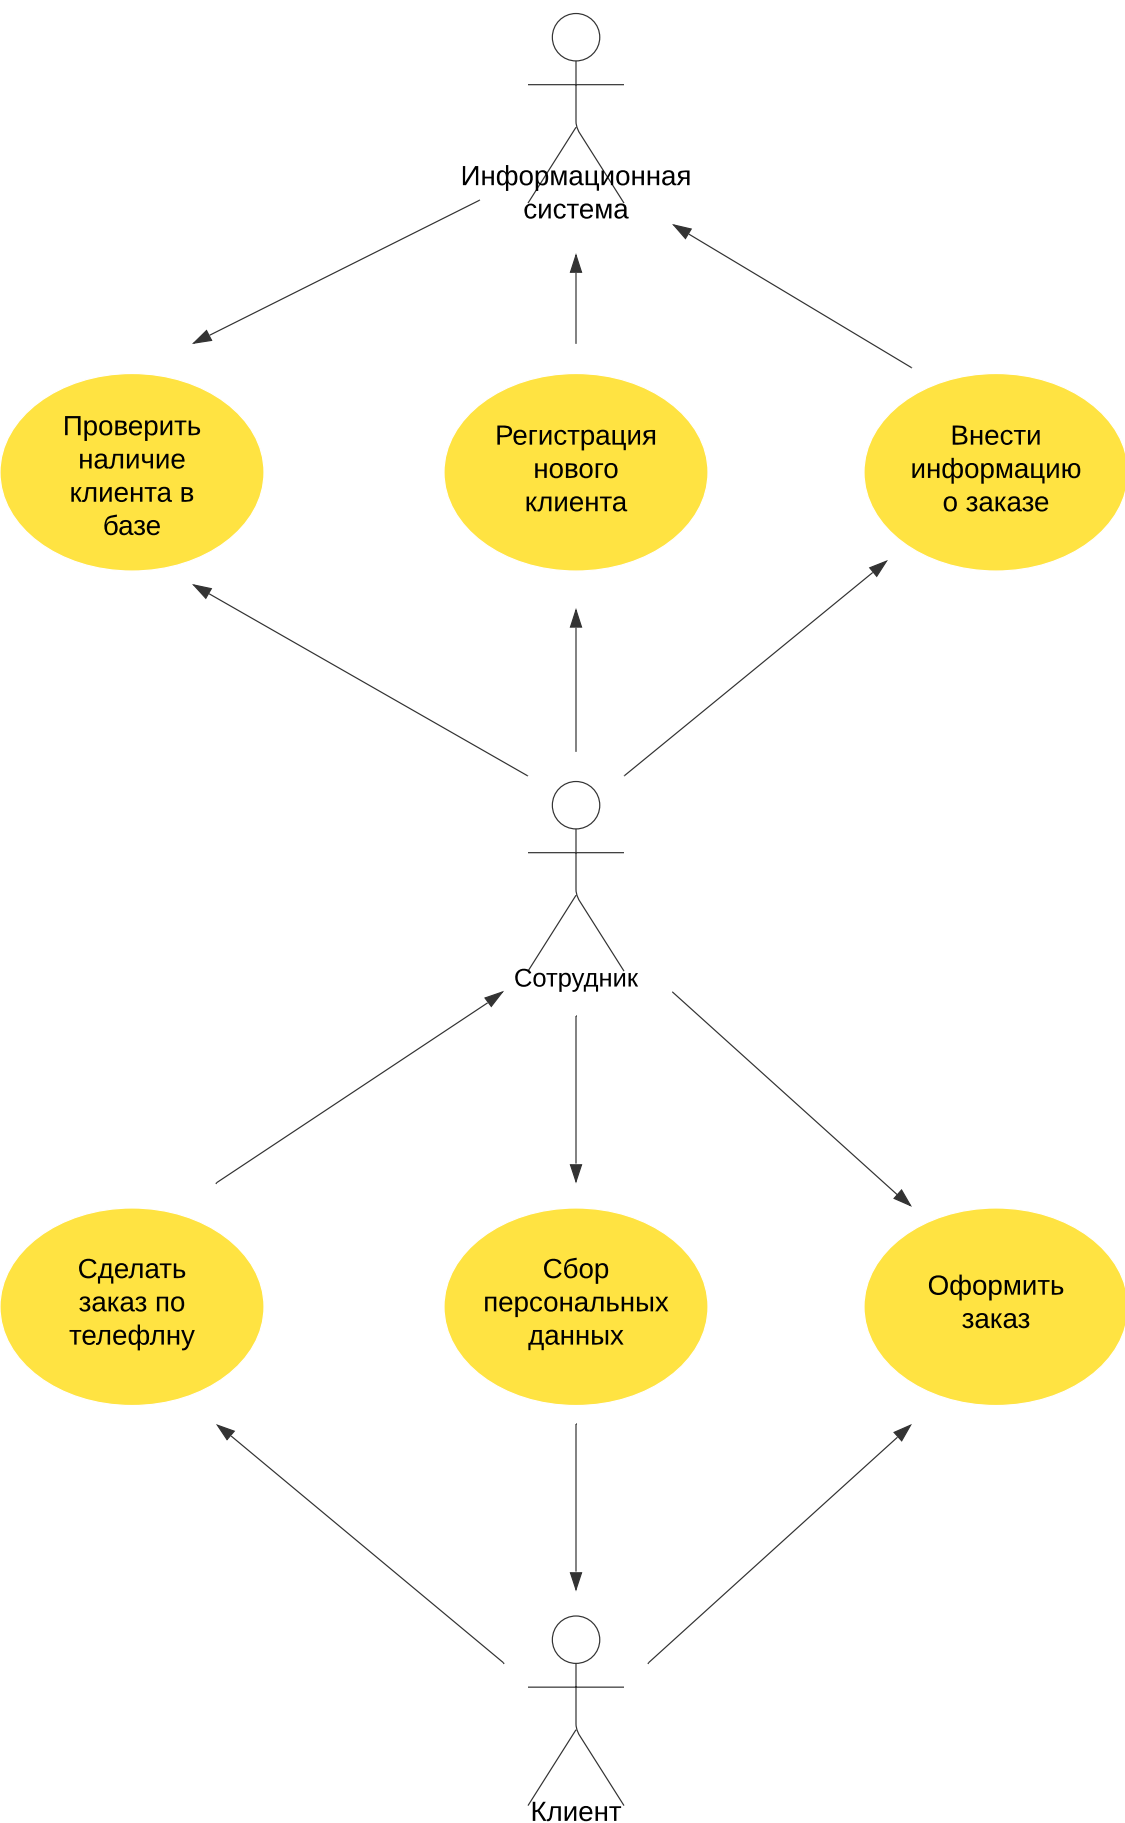 Информационная
система
Проверить
наличие
клиента в
базе
Регистрация
нового
клиента
Внести
информацию
о заказе
Сотрудник
Сделать
заказ по
телефлну
Сбор
персональных
данных
Оформить
заказ
Клиент